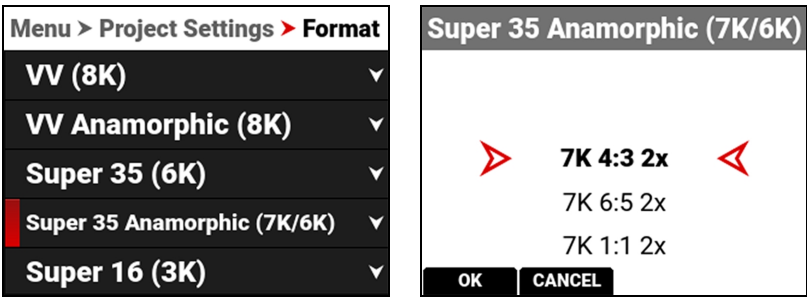 Menu > Project Settings > Format
VV (8K)
VV Anamorphic (8K)
Super 35 (6K)
Super 35 Anamorphic (7K/6K)
Super 16 (3K)
Super 35 Anamorphic (7K/6K)
7K 4:3 2x
7K 6:5 2x
7K 1:1 2x
OK CANCEL